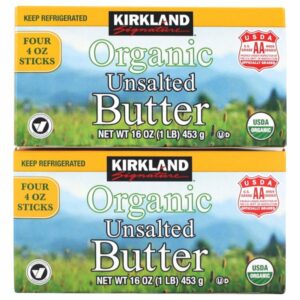 KEEP REFRIGERATED
KIRKLAND
Signature
FOUR
4 OZ
STICKS
Organic
Unsalted
Butter
NET WT 16 OZ (1 LB) 453 g
USDA
AA
USDA
ORGANIC
KEEP REFRIGERATED
KIRKLAND
Signature
FOUR
4 OZ
STICKS
Organic
Unsalted
Butter
NET WT 16 OZ (1 LB) 453 g
USDA
AA
USDA
ORGANIC